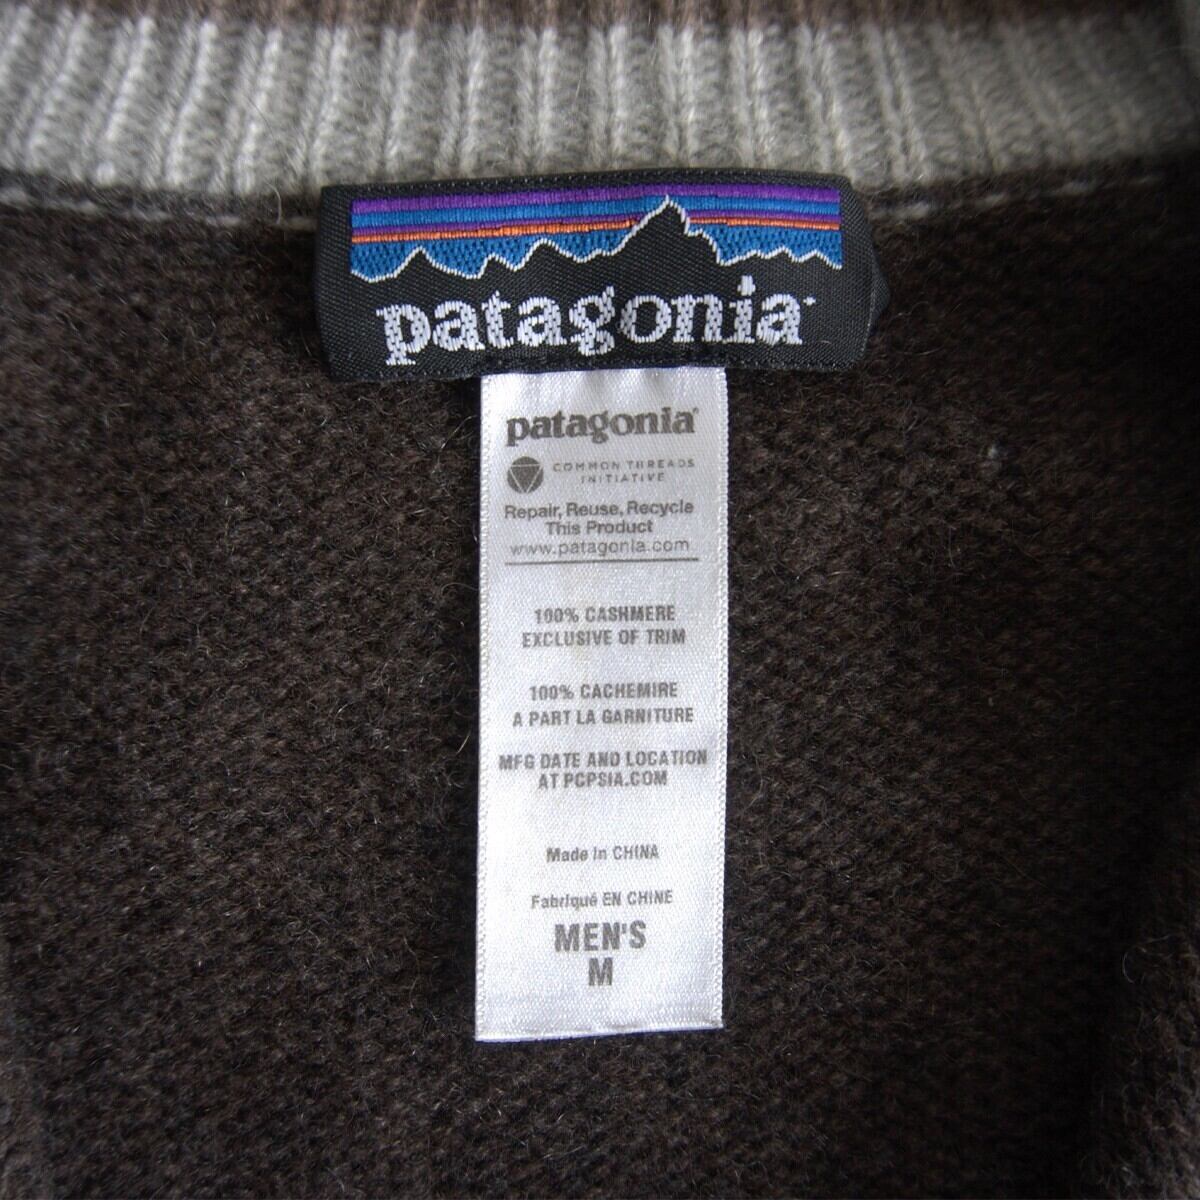 patagonia
patagonia®
COMMON THREADS
INITIATIVE
Repair, Reuse, Recycle
This Product
www.patagonia.com
100% CASHMERE
EXCLUSIVE OF TRIM
100% CACHEMIRE
A PART LA GARNITURE
MFG DATE AND LOCATION
AT PCPSIA.COM
Made in CHINA
Fabriqué EN CHINE
MEN'S
M